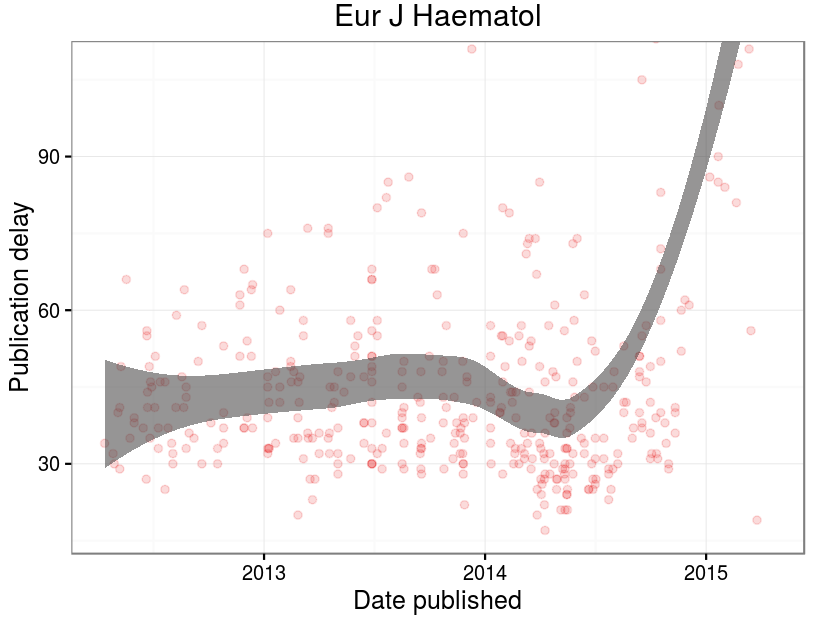 Eur J Haematol
Publication delay
90
60
30
2013 2014 2015
Date published